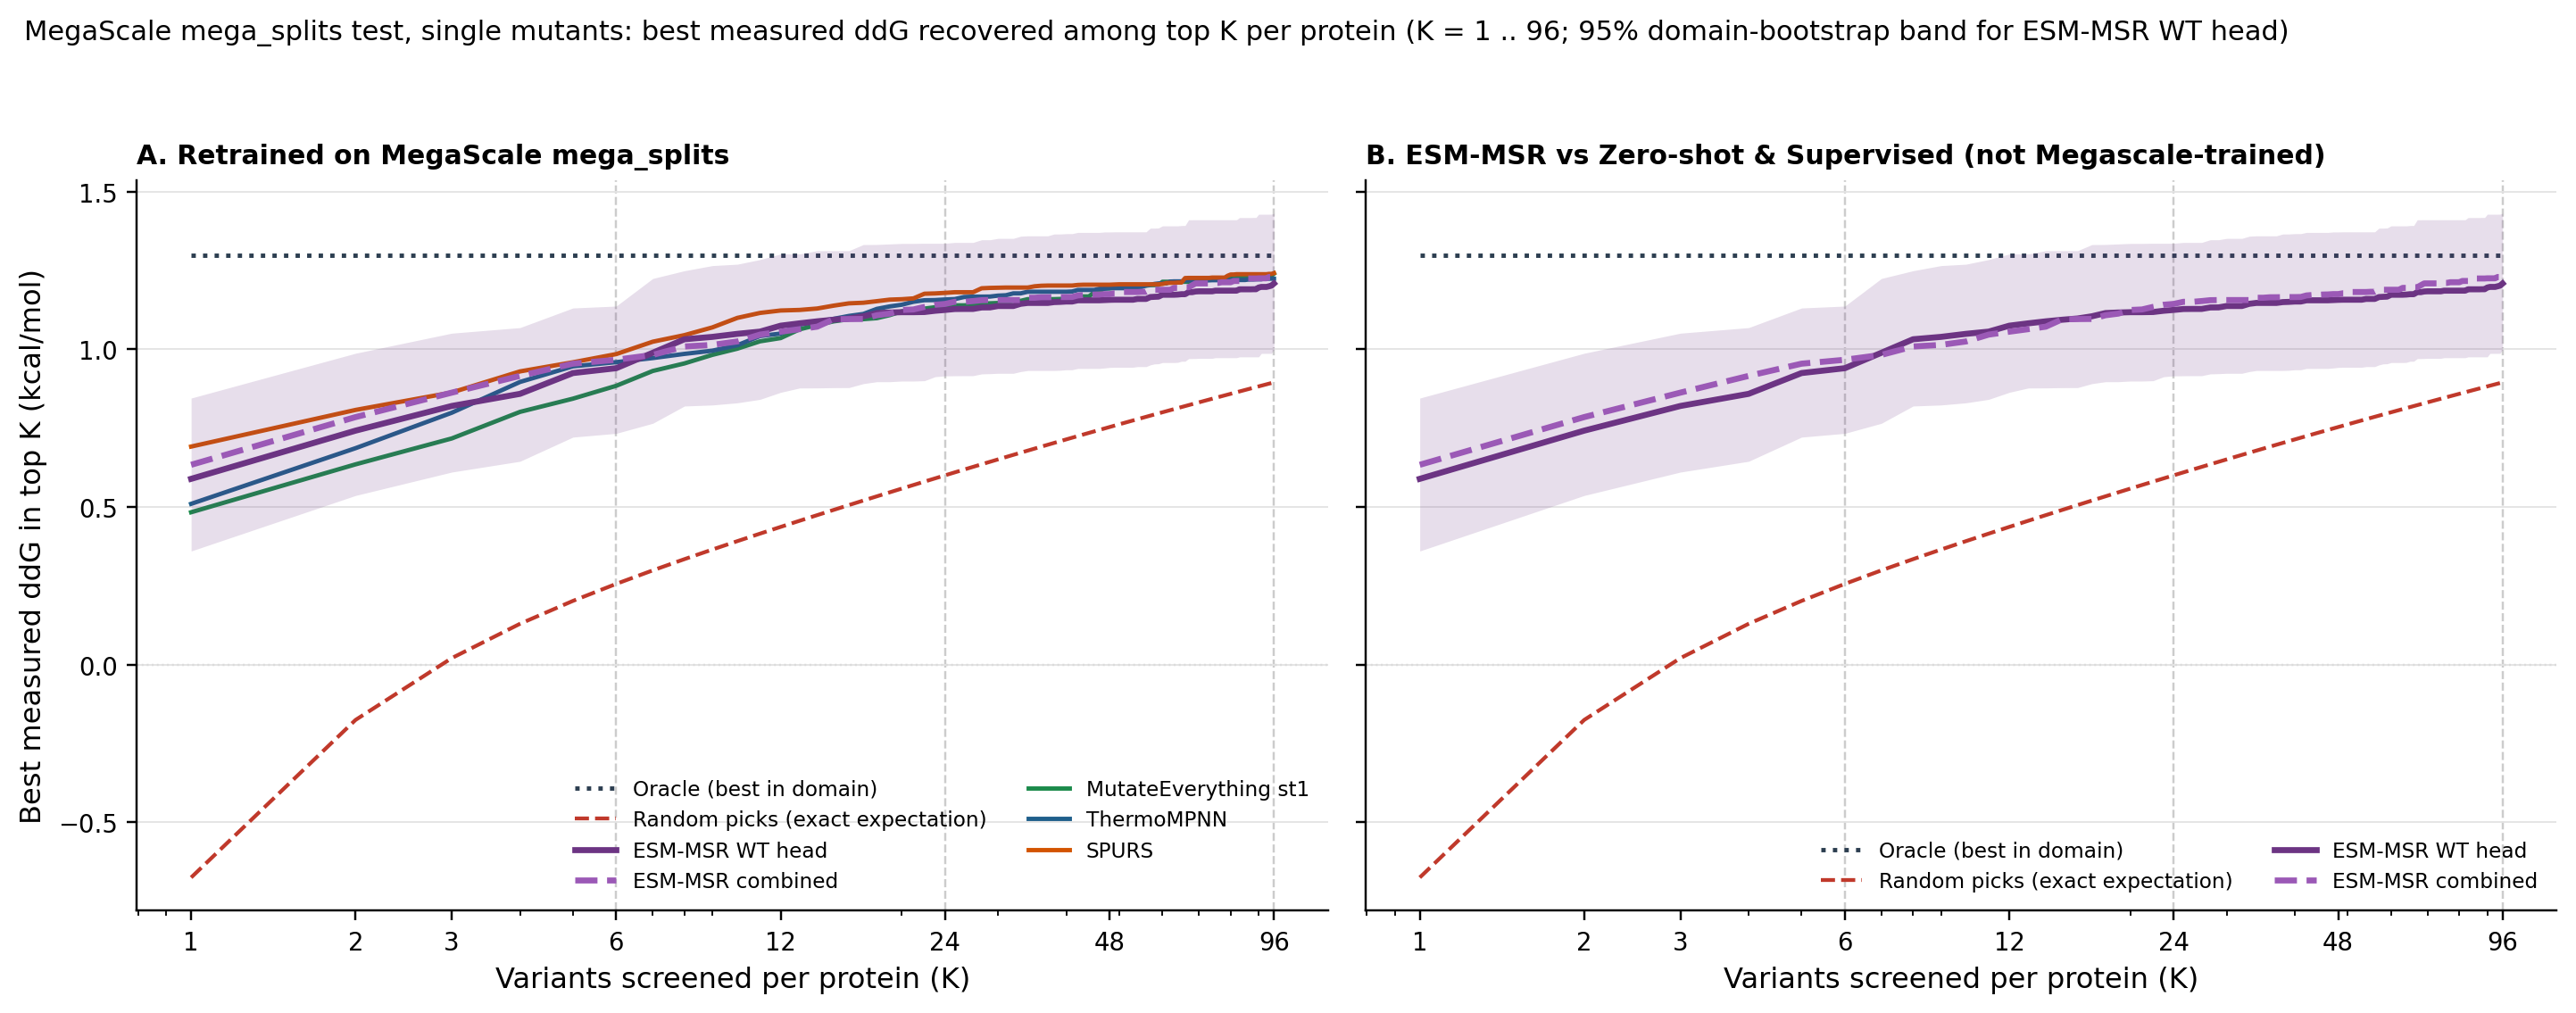 MegaScale mega_splits test, single mutants: best measured ddG recovered among top K per protein (K = 1 .. 96; 95% domain-bootstrap band for ESM-MSR WT head)
A. Retrained on MegaScale mega_splits
B. ESM-MSR vs Zero-shot & Supervised (not Megascale-trained)
Best measured ddG in top K (kcal/mol)
1.5
1.0
0.5
0.0
−0.5
Oracle (best in domain)
Random picks (exact expectation)
ESM-MSR WT head
ESM-MSR combined
MutateEverything st1
ThermoMPNN
SPURS
1 2 3 6 12 24 48 96
Variants screened per protein (K)
Oracle (best in domain)
Random picks (exact expectation)
ESM-MSR WT head
ESM-MSR combined
1 2 3 6 12 24 48 96
Variants screened per protein (K)